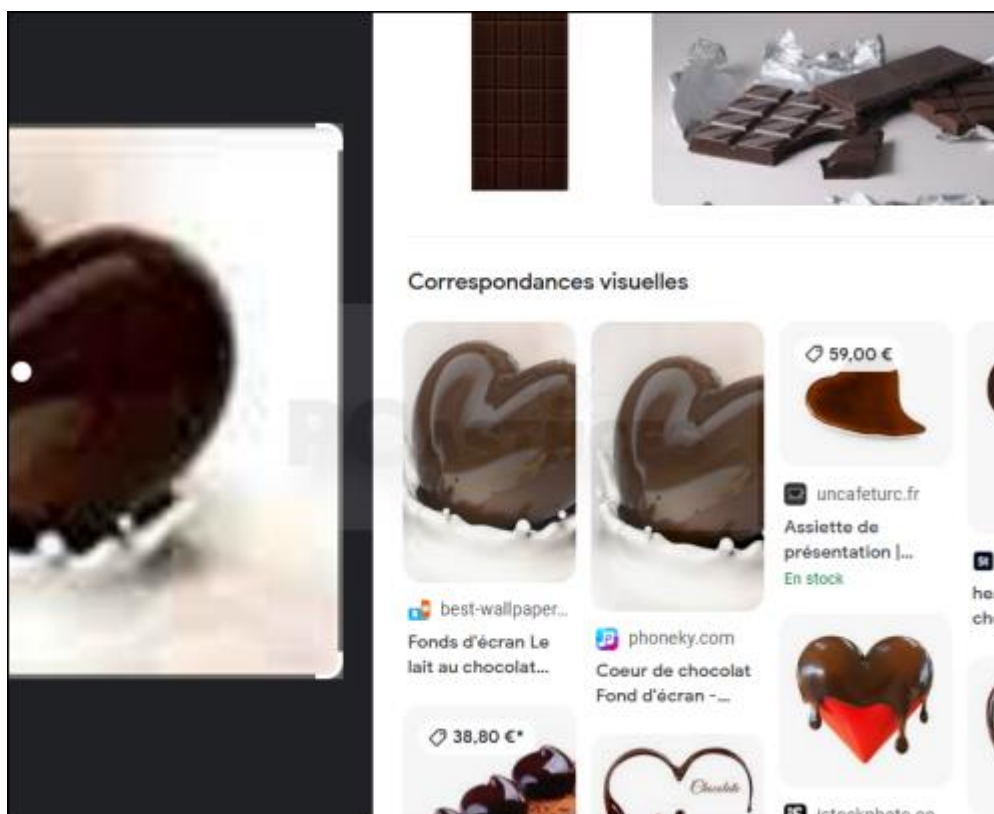 Correspondances visuelles
59,00 €
uncafeturc.fr
Assiette de
présentation |...
En stock
best-wallpaper...
Fonds d'écran Le
lait au chocolat...
phoneky.com
Coeur de chocolat
Fond d'écran -...
38,80 €*
Chocolate